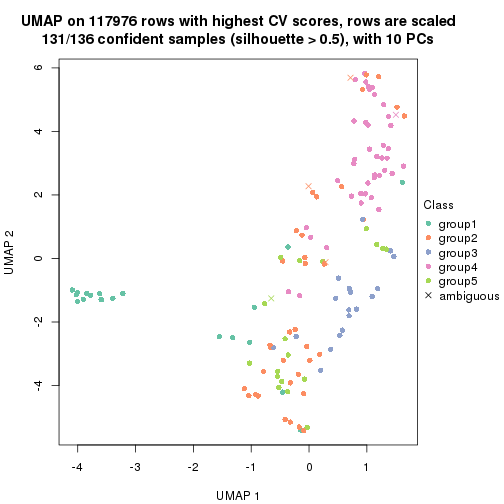 UMAP on 117976 rows with highest CV scores, rows are scaled
131/136 confident samples (silhouette > 0.5), with 10 PCs
6
4
2
0
-2
-4
UMAP 2
-4
-3
-2
-1
0
1
UMAP 1
Class
group1
group2
group3
group4
group5
ambiguous